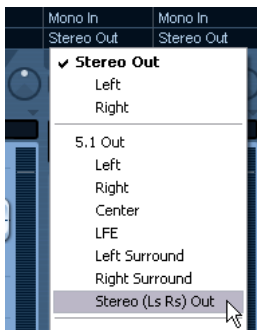 Mono In Mono In
Stereo Out Stereo Out
Stereo Out
Left
Right
5.1 Out
Left
Right
Center
LFE
Left Surround
Right Surround
Stereo (Ls Rs) Out